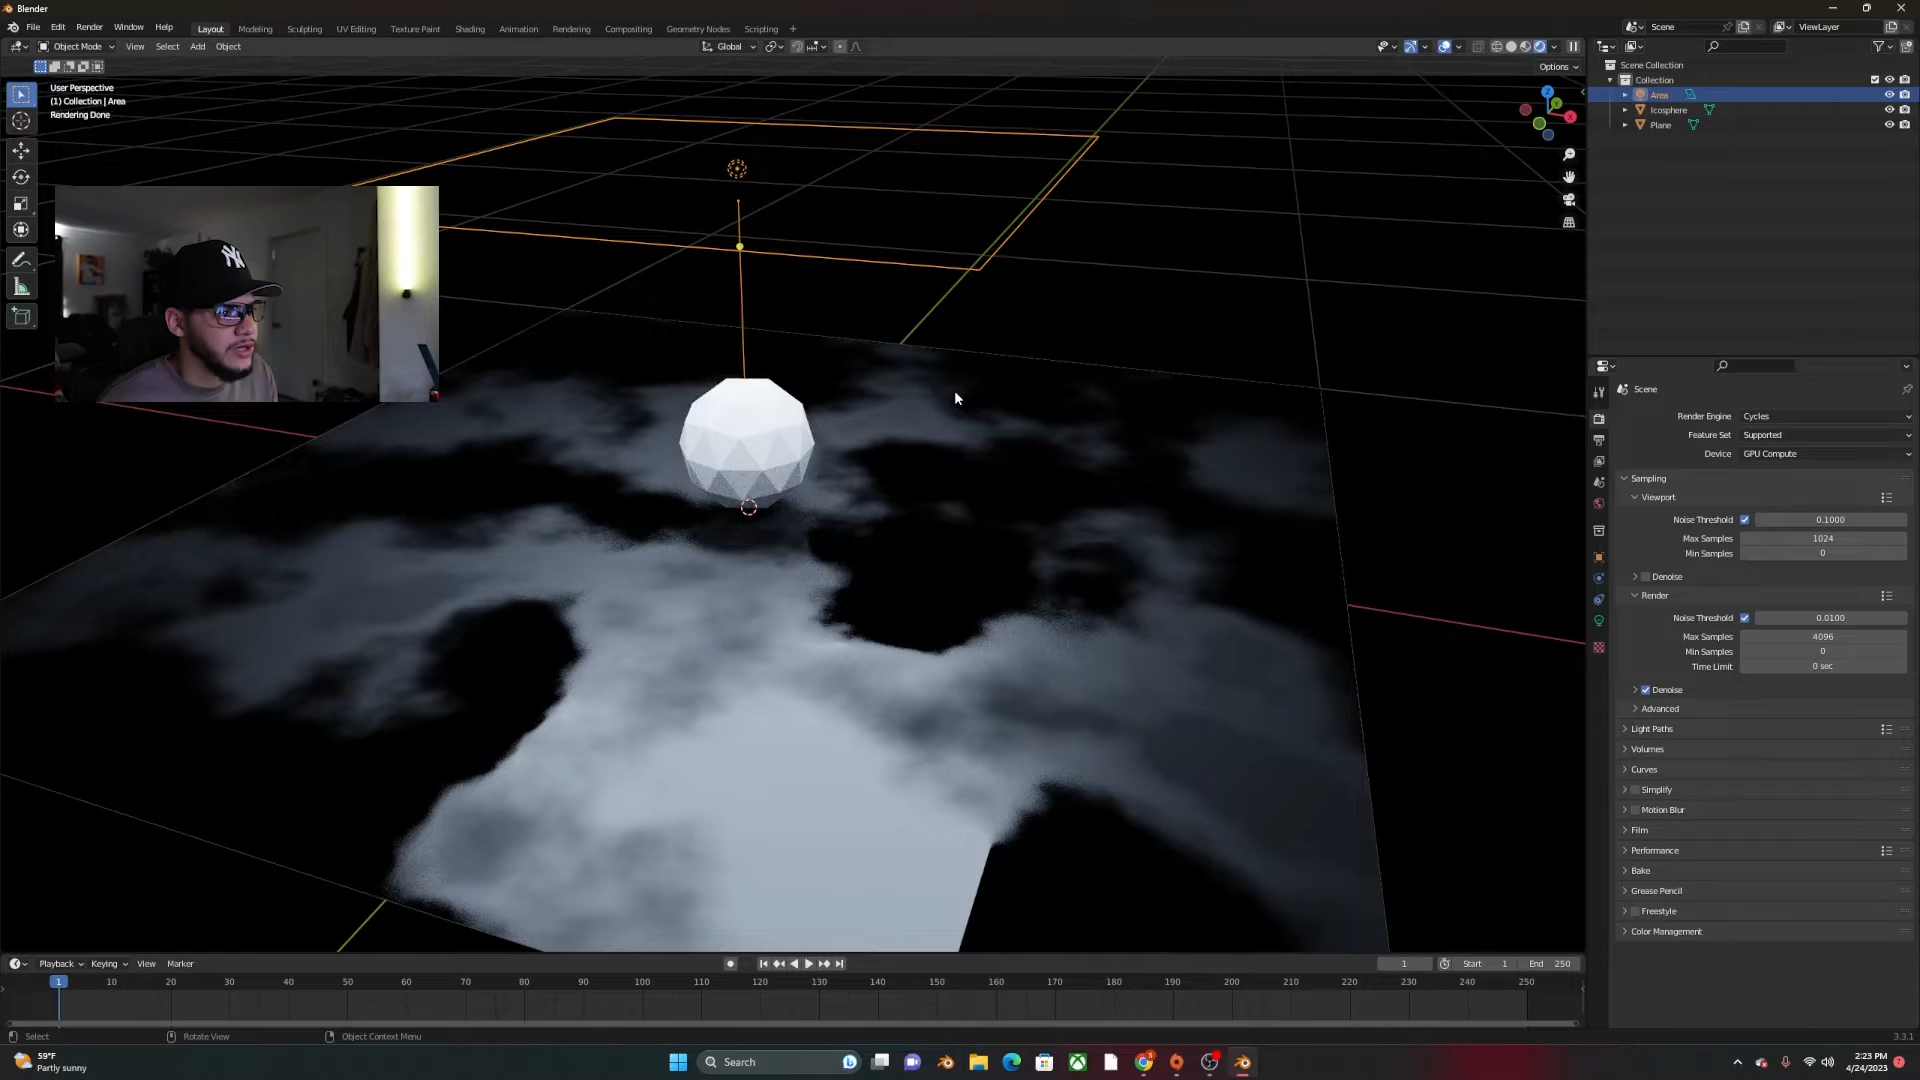 Blender
File Edit Render Window Help Layout Modeling Sculpting UV Editing Texture Paint Shading Animation Rendering Compositing Geometry Nodes Scripting + Scene ViewLayer
Object Mode View Select Add Object Global
Options
User Perspective
(1) Collection | Area
Rendering Done
Z
Y
X
Scene Collection
Collection
Area
Icosphere
Plane
Scene
Render Engine Cycles
Feature Set Supported
Device GPU Compute
Sampling
Viewport
Noise Threshold 0.1000
Max Samples 1024
Min Samples 0
Denoise
Render
Noise Threshold 0.0100
Max Samples 4096
Min Samples 0
Time Limit 0 sec
Denoise
Advanced
Light Paths
Volumes
Curves
Simplify
Motion Blur
Film
Performance
Bake
Grease Pencil
Freestyle
Color Management
Playback Keying View Marker 1 Start 1 End 250
1 10 20 30 40 50 60 70 80 90 100 110 120 130 140 150 160 170 180 190 200 210 220 230 240 250
Select Rotate View Object Context Menu 3.3.1
59°F
Partly sunny
Search
2:23 PM
4/24/2023